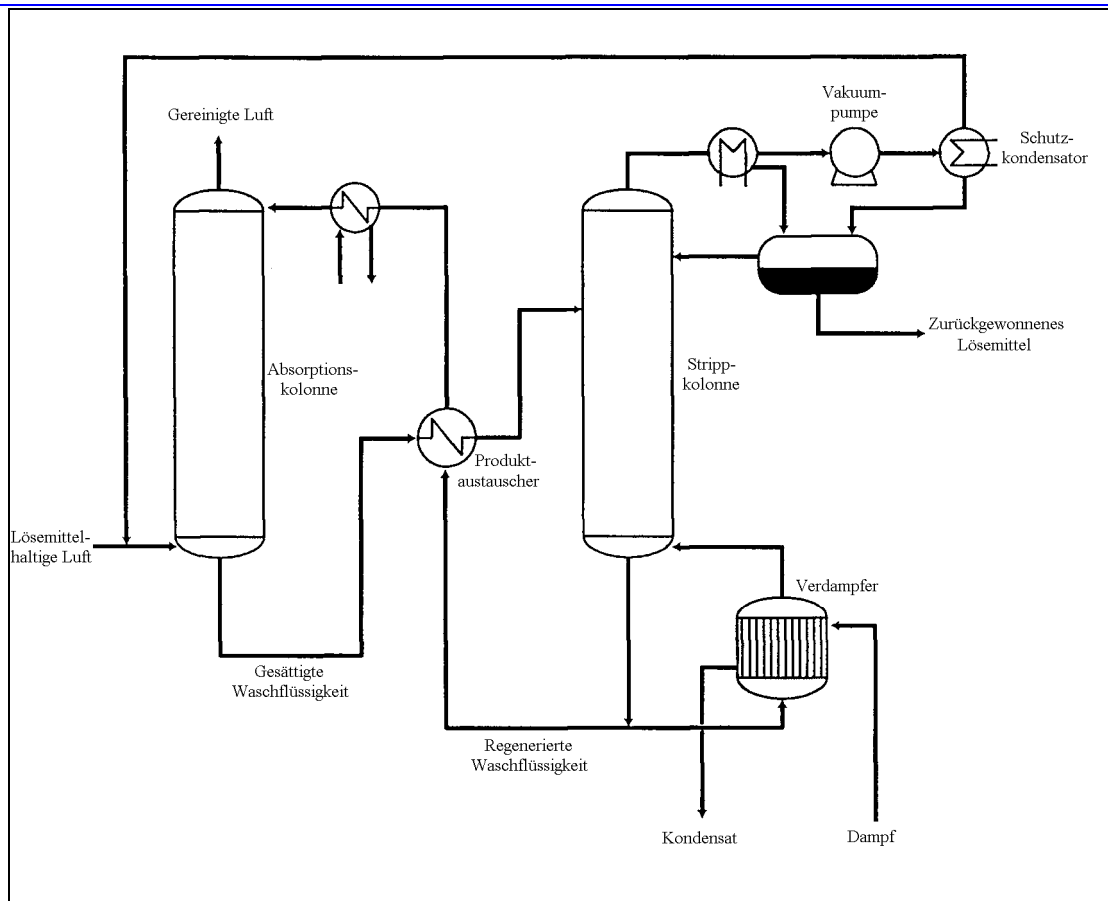 Vakuum-
pumpe
Gereinigte Luft
Schutz-
kondensator
Zurückgewonnenes
Lösemittel
Absorptions-
kolonne
Stripp-
kolonne
Produkt-
austauscher
Lösemittel-
haltige Luft
Verdampfer
Gesättigte
Waschflüssigkeit
Regenerierte
Waschflüssigkeit
Kondensat
Dampf